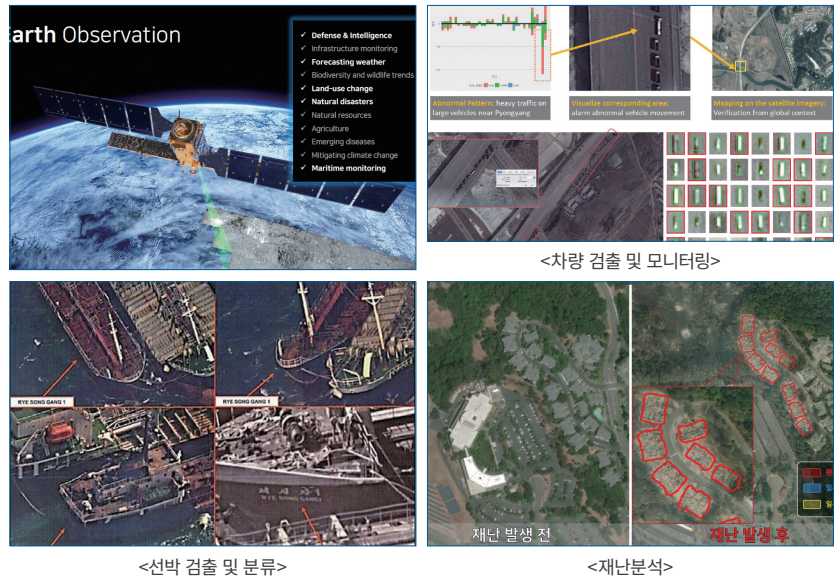 Earth Observation
✓ Defense & Intelligence
✓ Infrastructure monitoring
✓ Forecasting weather
✓ Biodiversity and wildlife trends
✓ Land-use change
✓ Natural disasters
✓ Natural resources
✓ Agriculture
✓ Emerging diseases
✓ Mitigating climate change
✓ Maritime monitoring
Abnormal Pattern: heavy traffic on
large vehicles near Pyongyang
Visualize corresponding area:
alarm abnormal vehicle movement
Mapping on the satellite imagery:
Verification from global context
<차량 검출 및 모니터링>
RYE SONG GANG 1
RYE SONG GANG 1
RYE SONG GANG1
<선박 검출 및 분류>
재난 발생 전
재난 발생 후
<재난분석>